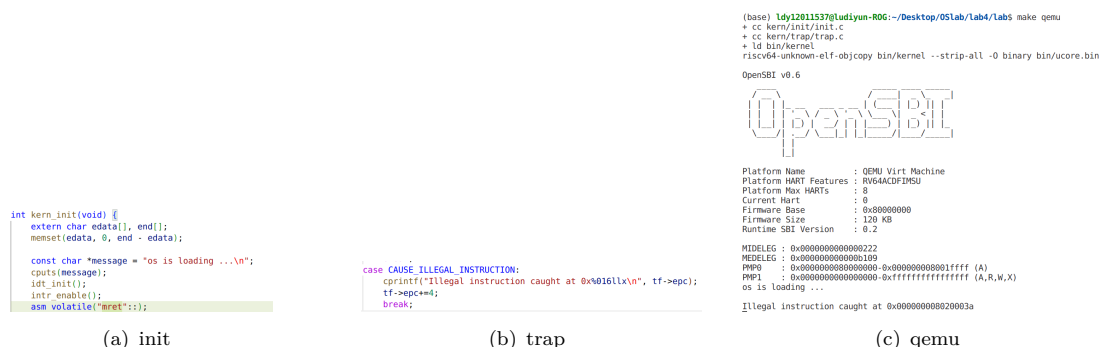 int kern_init(void) {
    extern char edata[], end[];
    memset(edata, 0, end - edata);

    const char *message = "os is loading ...\n";
    cputs(message);
    idt_init();
    intr_enable();
    asm volatile("mret"::);
(a) init
case CAUSE_ILLEGAL_INSTRUCTION:
    cprintf("Illegal instruction caught at 0x%016llx\n", tf->epc);
    tf->epc+=4;
    break;
(b) trap
(base) ldy12011537@ludiyun-ROG:~/Desktop/OSlab/lab4/lab$ make qemu
+ cc kern/init/init.c
+ cc kern/trap/trap.c
+ ld bin/kernel
riscv64-unknown-elf-objcopy bin/kernel --strip-all -O binary bin/ucore.bin

OpenSBI v0.6
OpenSBI

Platform Name          : QEMU Virt Machine
Platform HART Features : RV64ACDFIMSU
Platform Max HARTs     : 8
Current Hart           : 0
Firmware Base          : 0x80000000
Firmware Size          : 120 KB
Runtime SBI Version    : 0.2

MIDELEG : 0x0000000000000222
MEDELEG : 0x000000000000b109
PMP0    : 0x0000000080000000-0x000000008001ffff (A)
PMP1    : 0x0000000000000000-0xffffffffffffffff (A,R,W,X)
os is loading ...

Illegal instruction caught at 0x000000008020003a
(c) qemu